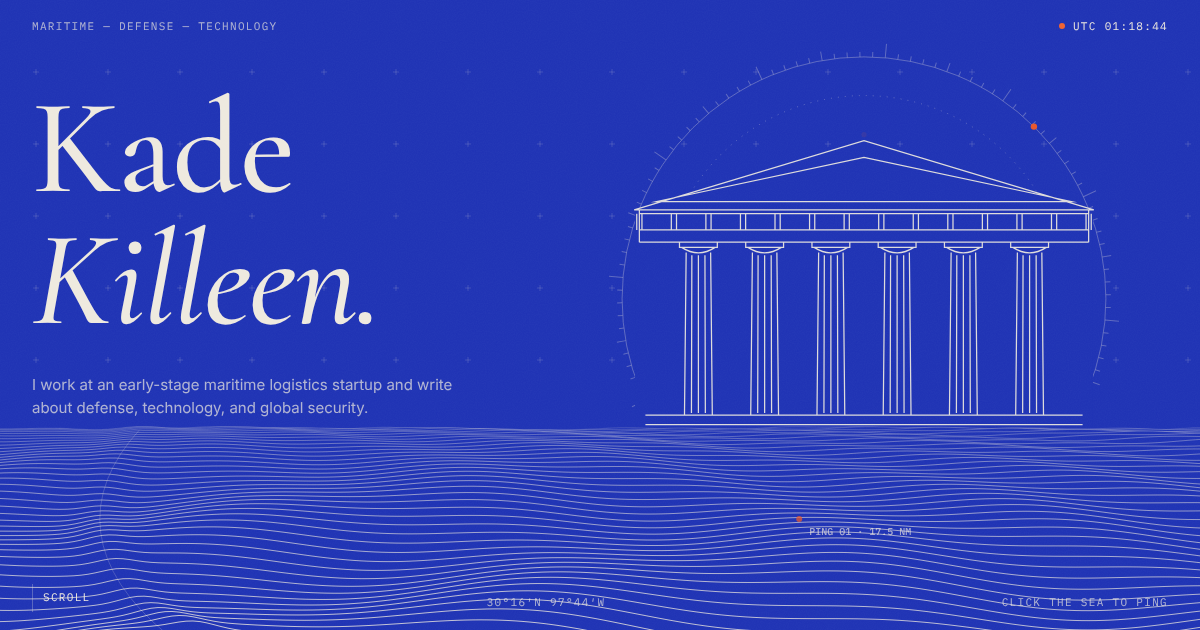 MARITIME — DEFENSE — TECHNOLOGY
UTC 01:18:44
Kade
Killeen.
I work at an early-stage maritime logistics startup and write
about defense, technology, and global security.
PING 01 · 17.5 NM
SCROLL
30°16′N 97°44′W
CLICK THE SEA TO PING